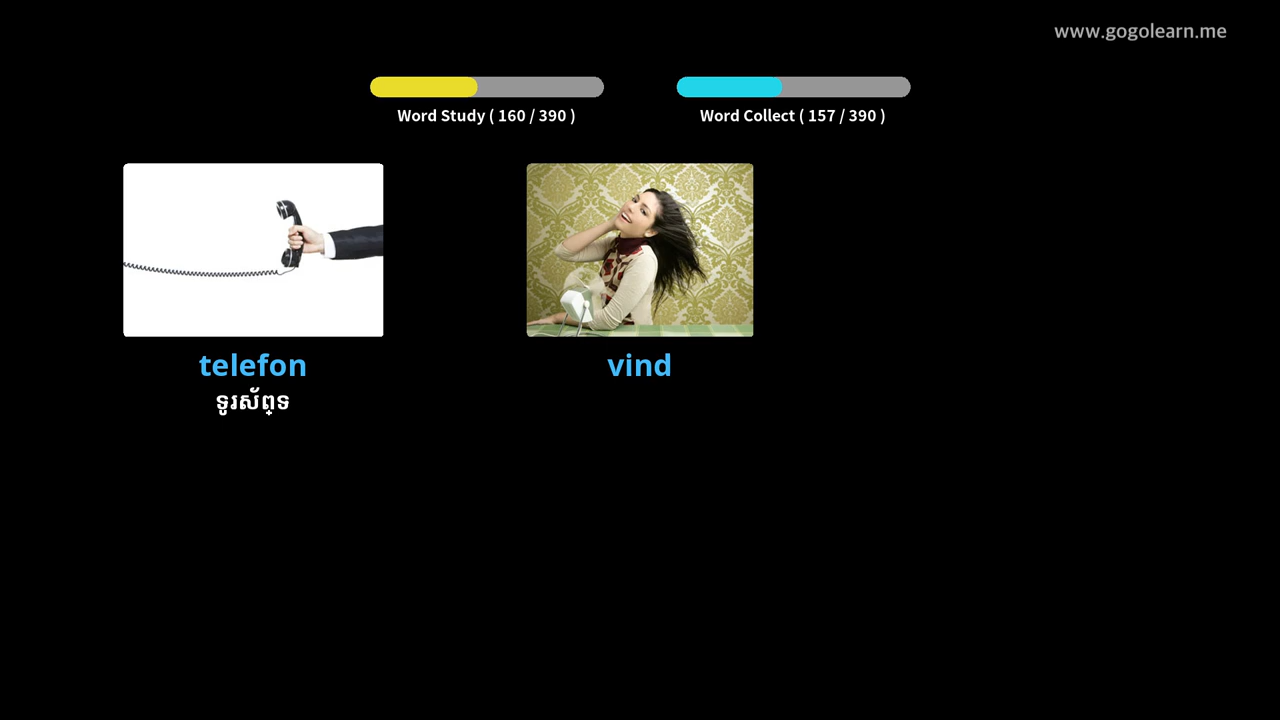 www.gogolearn.me
Word Study ( 160 / 390 )
Word Collect ( 157 / 390 )
telefon
ទូរស័ព្ទ
vind